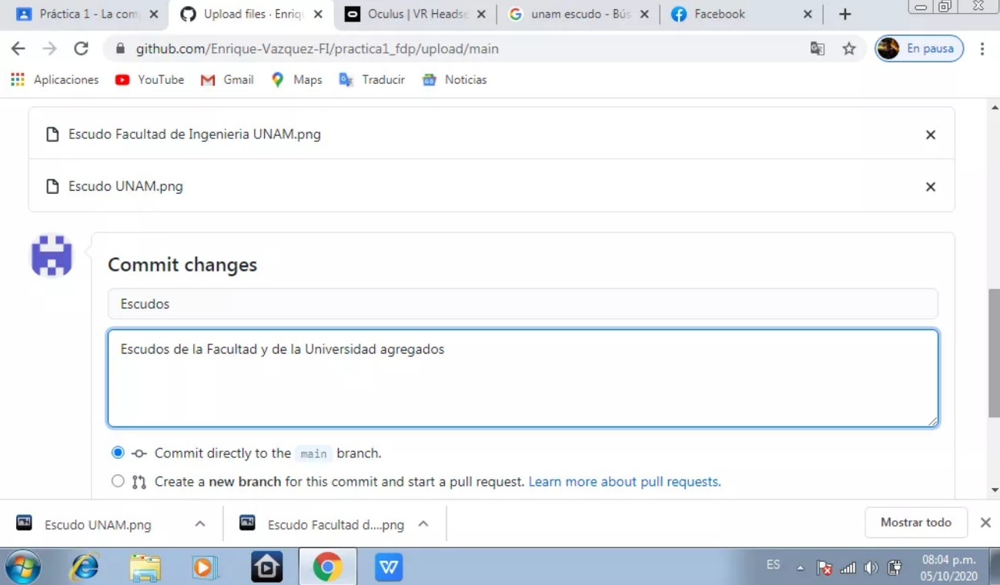 Práctica 1 - La com
Upload files · Enriq
Oculus | VR Headse
unam escudo - Bús
Facebook
github.com/Enrique-Vazquez-FI/practica1_fdp/upload/main
En pausa
Aplicaciones
YouTube
Gmail
Maps
Traducir
Noticias
Escudo Facultad de Ingenieria UNAM.png
Escudo UNAM.png
Commit changes
Escudos
Escudos de la Facultad y de la Universidad agregados
Commit directly to the main branch.
Create a new branch for this commit and start a pull request. Learn more about pull requests.
Escudo UNAM.png
Escudo Facultad d....png
Mostrar todo
ES
08:04 p.m.
05/10/2020